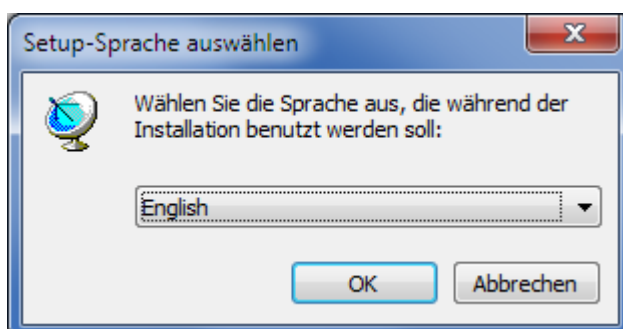 Setup-Sprache auswählen
Wählen Sie die Sprache aus, die während der
Installation benutzt werden soll:
English
OK
Abbrechen